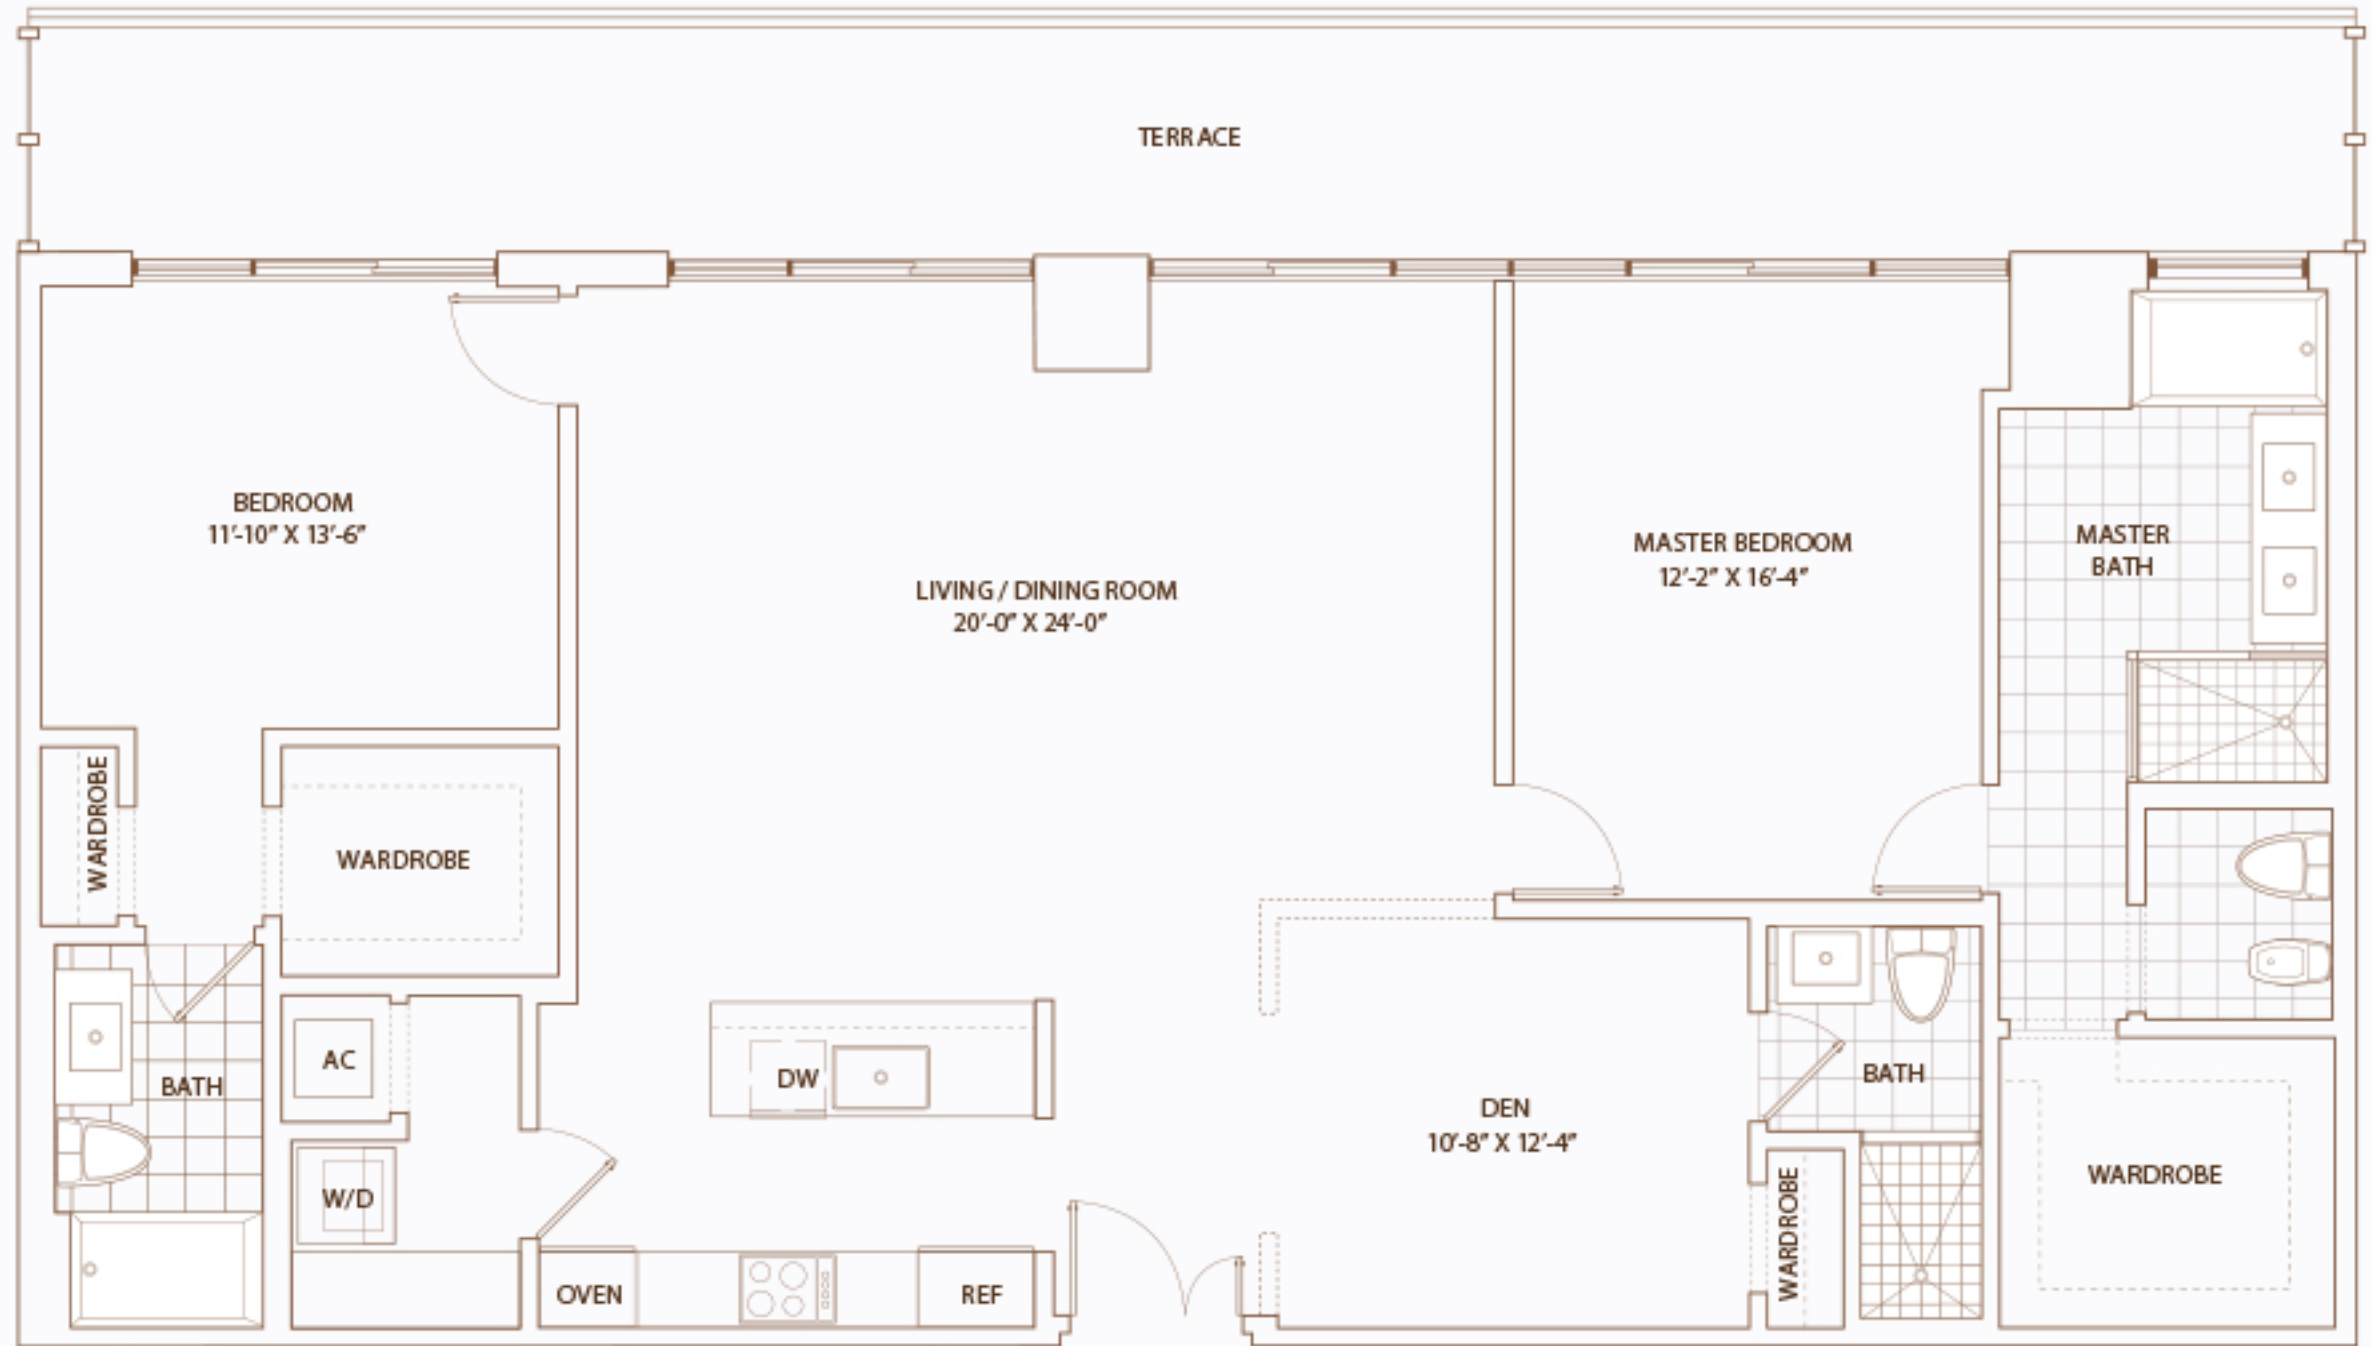 TERRACE
BEDROOM
11'-10" X 13'-6"
LIVING / DINING ROOM
20'-0" X 24'-0"
MASTER BEDROOM
12'-2" X 16'-4"
MASTER
BATH
WARDROBE
WARDROBE
AC
BATH
W/D
DW
OVEN
REF
DEN
10'-8" X 12'-4"
BATH
WARDROBE
WARDROBE